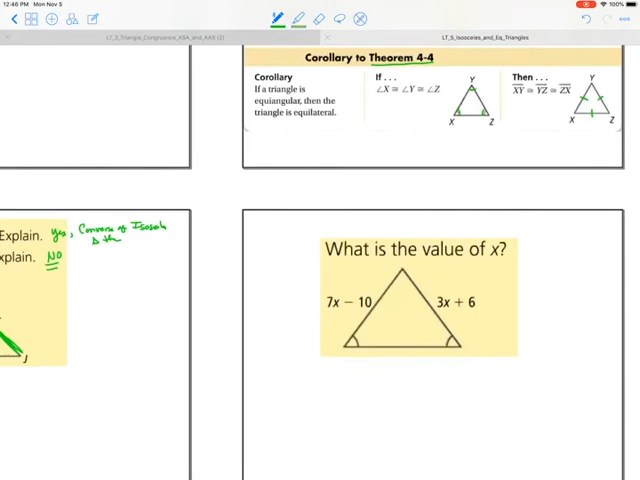 12:46 PM Mon Nov 5
100%
LT_2_Triangle_Congruence_ASA_and_AAS (2)
LT_5_Isosceles_and_Eq_Triangles
Corollary to Theorem 4-4
Corollary
If a triangle is
equiangular, then the
triangle is equilateral.
If . . .
∠X ≅ ∠Y ≅ ∠Z
Y
X
Z
Then . . .
XY ≅ YZ ≅ ZX
Y
X
Z
Explain. Yes, Converse of Isosceles
Δ th
xplain. NO
J
What is the value of x?
7x − 10
3x + 6